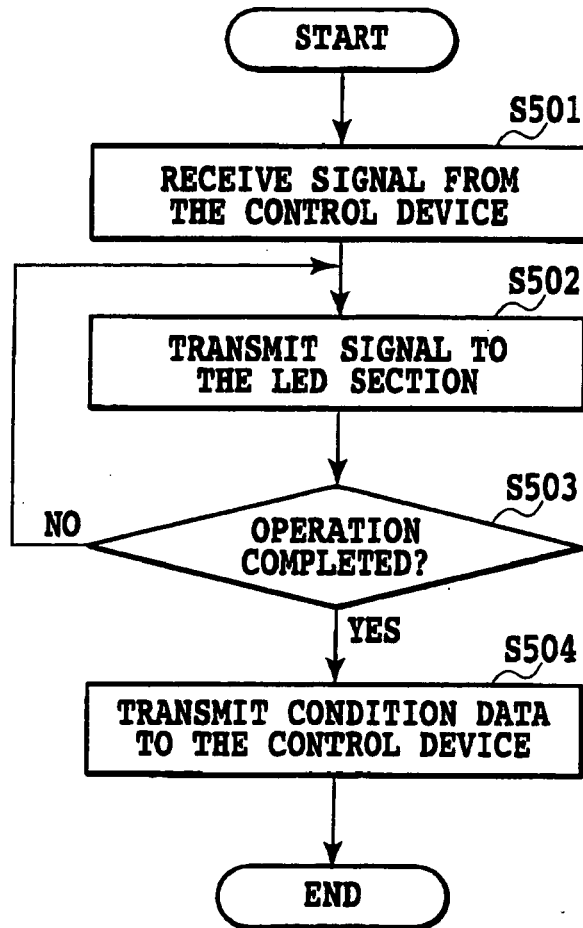 START
S501
RECEIVE SIGNAL FROM
THE CONTROL DEVICE
S502
TRANSMIT SIGNAL TO
THE LED SECTION
S503
NO
OPERATION
COMPLETED?
YES
S504
TRANSMIT CONDITION DATA
TO THE CONTROL DEVICE
END